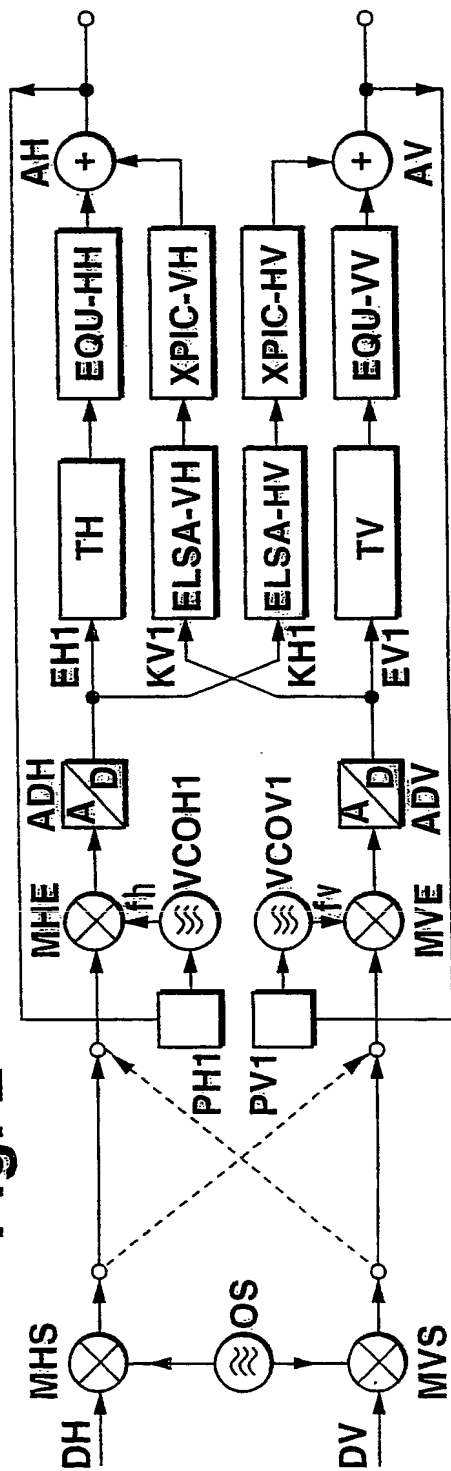 DH
MHS
OS
DV
MVS
MHE
fh
VCOH1
PH1
PV1
VCOV1
fv
MVE
ADH
A
D
A
D
ADV
EH1
KV1
KH1
EV1
TH
ELSA-VH
ELSA-HV
TV
EQU-HH
XPIC-VH
XPIC-HV
EQU-VV
AH
+
+
AV